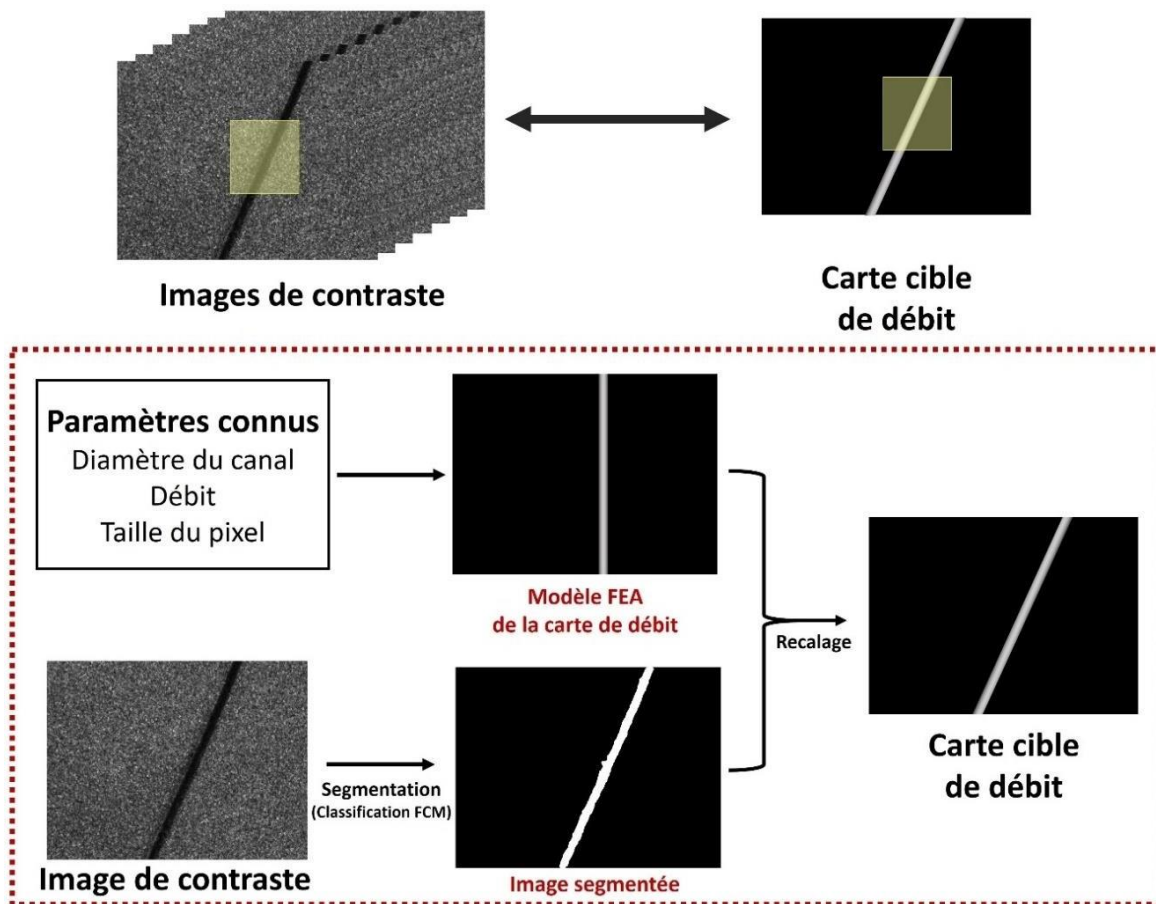 Images de contraste
Carte cible
de débit
Paramètres connus
Diamètre du canal
Débit
Taille du pixel
Modèle FEA
de la carte de débit
Recalage
Carte cible
de débit
Segmentation
(Classification FCM)
Image de contraste
Image segmentée